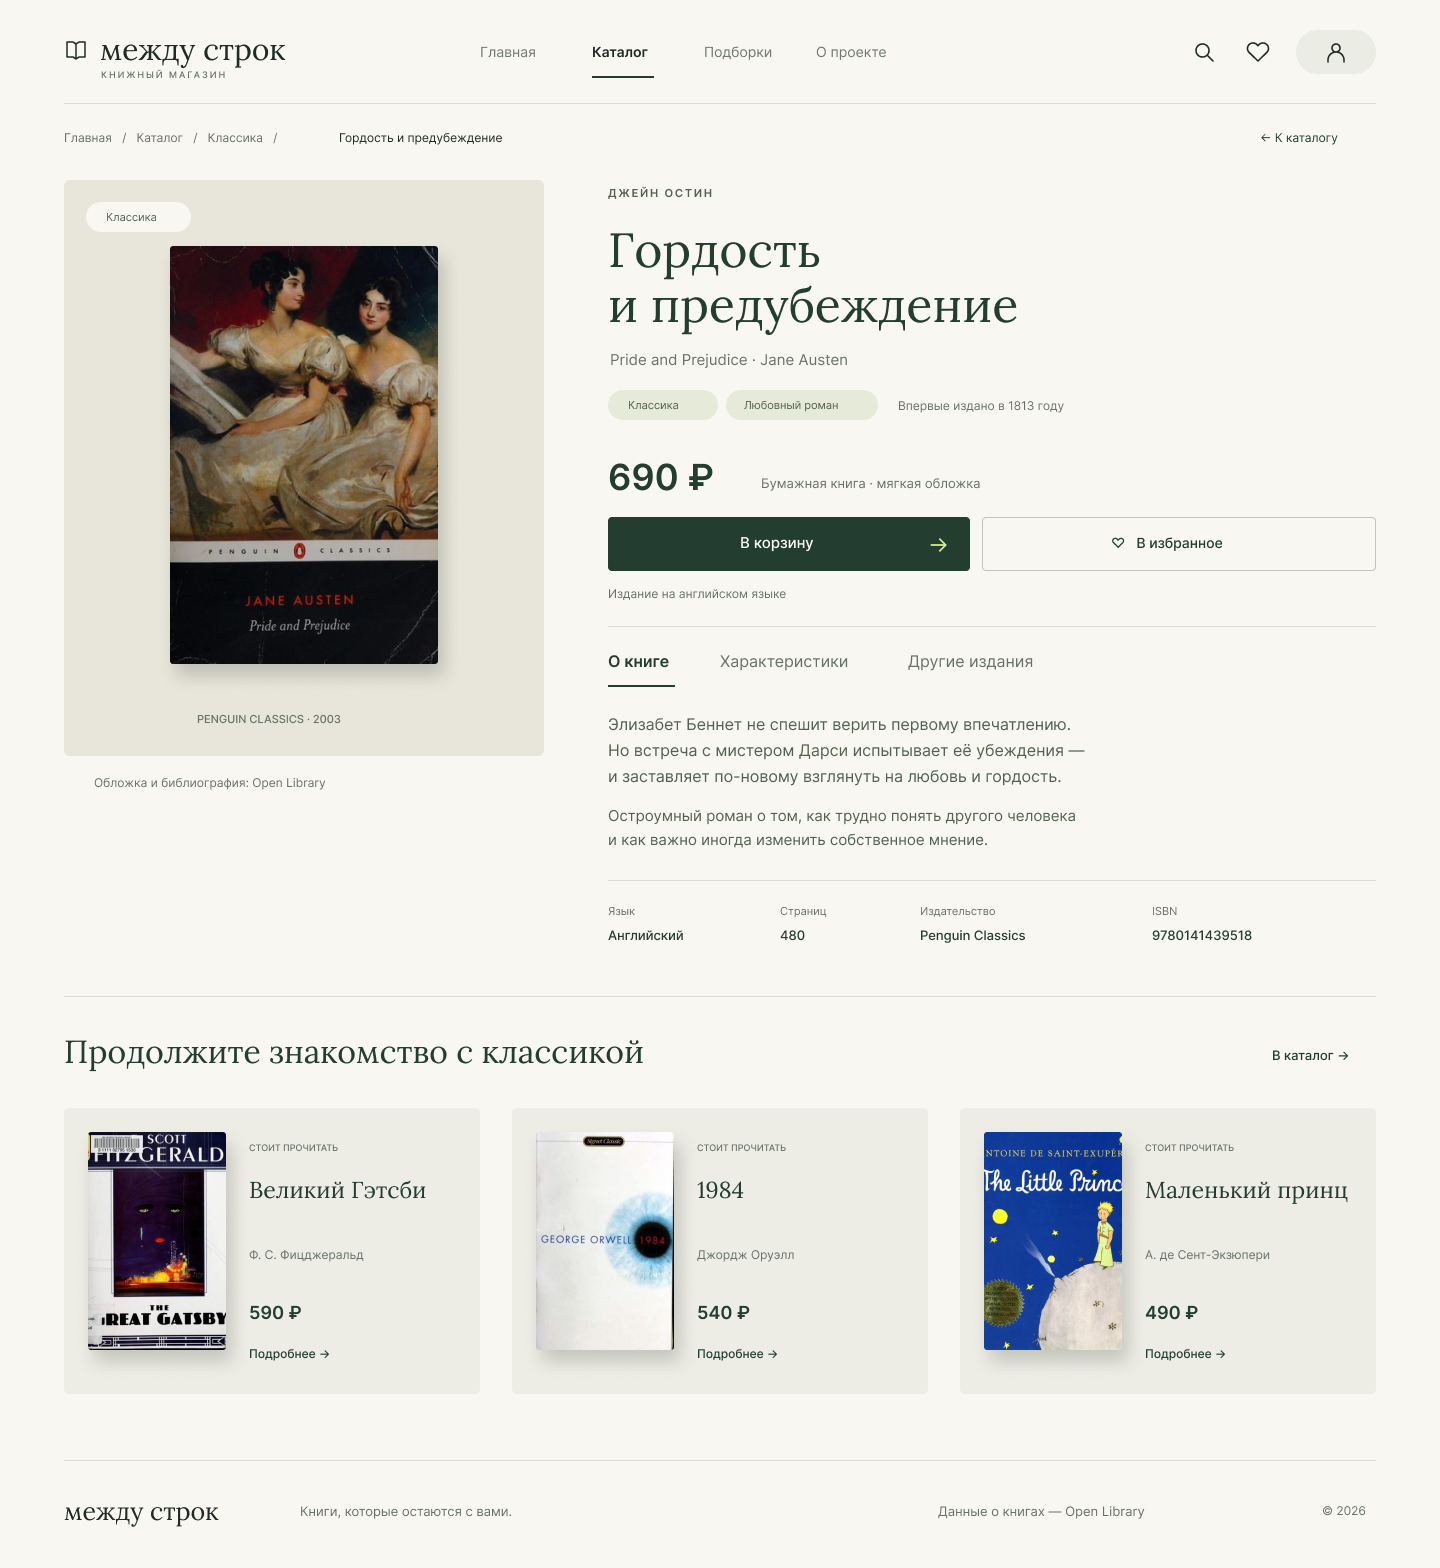 между строк
КНИЖНЫЙ МАГАЗИН
Главная Каталог Подборки О проекте
Главная / Каталог / Классика / Гордость и предубеждение
← К каталогу
Классика
PENGUIN CLASSICS
JANE AUSTEN
Pride and Prejudice
PENGUIN CLASSICS · 2003
Обложка и библиография: Open Library
ДЖЕЙН ОСТИН
Гордость
и предубеждение
Pride and Prejudice · Jane Austen
Классика Любовный роман Впервые издано в 1813 году
690 ₽ Бумажная книга · мягкая обложка
В корзину →
♡ В избранное
Издание на английском языке
О книге Характеристики Другие издания
Элизабет Беннет не спешит верить первому впечатлению.
Но встреча с мистером Дарси испытывает её убеждения —
и заставляет по-новому взглянуть на любовь и гордость.
Остроумный роман о том, как трудно понять другого человека
и как важно иногда изменить собственное мнение.
Язык Страниц Издательство ISBN
Английский 480 Penguin Classics 9780141439518
Продолжите знакомство с классикой
В каталог →
SCOTT
FITZGERALD
THE
GREAT GATSBY
СТОИТ ПРОЧИТАТЬ
Великий Гэтсби
Ф. С. Фицджеральд
590 ₽
Подробнее →
Signet Classic
GEORGE ORWELL 1984
СТОИТ ПРОЧИТАТЬ
1984
Джордж Оруэлл
540 ₽
Подробнее →
NTOINE DE SAINT-EXUPÉR
The Little Princ
СТОИТ ПРОЧИТАТЬ
Маленький принц
А. де Сент-Экзюпери
490 ₽
Подробнее →
между строк
Книги, которые остаются с вами.
Данные о книгах — Open Library
© 2026